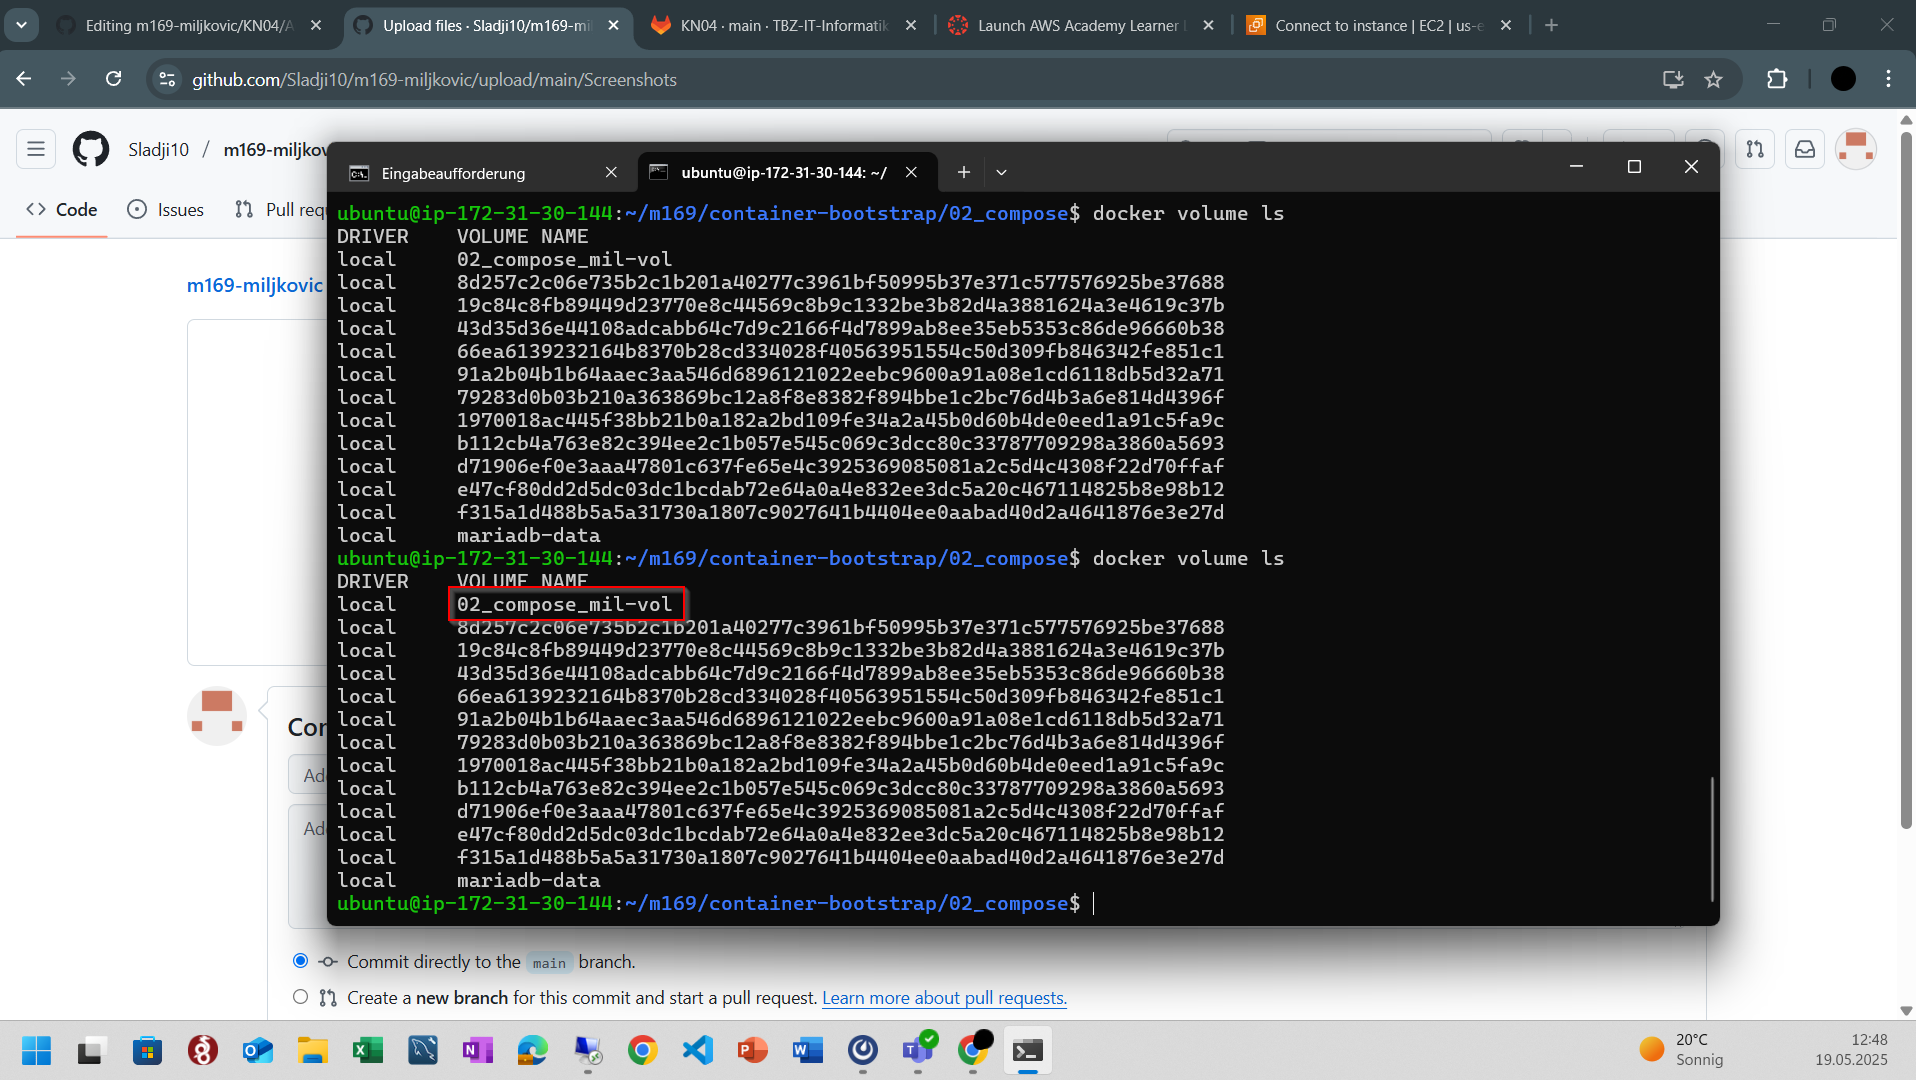 Editing m169-miljkovic/KN04/A
Upload files · Sladji10/m169-mil
KN04 · main · TBZ-IT-Informatik
Launch AWS Academy Learner
Connect to instance | EC2 | us-e
github.com/Sladji10/m169-miljkovic/upload/main/Screenshots
Sladji10 / m169-miljkov
Code
Issues
Pull requ
m169-miljkovic
Eingabeaufforderung
ubuntu@ip-172-31-30-144: ~/
ubuntu@ip-172-31-30-144:~/m169/container-bootstrap/02_compose$ docker volume ls
DRIVER VOLUME NAME
local 02_compose_mil-vol
local 8d257c2c06e735b2c1b201a40277c3961bf50995b37e371c577576925be37688
local 19c84c8fb89449d23770e8c44569c8b9c1332be3b82d4a3881624a3e4619c37b
local 43d35d36e44108adcabb64c7d9c2166f4d7899ab8ee35eb5353c86de96660b38
local 66ea6139232164b8370b28cd334028f40563951554c50d309fb846342fe851c1
local 91a2b04b1b64aaec3aa546d6896121022eebc9600a91a08e1cd6118db5d32a71
local 79283d0b03b210a363869bc12a8f8e8382f894bbe1c2bc76d4b3a6e814d4396f
local 1970018ac445f38bb21b0a182a2bd109fe34a2a45b0d60b4de0eed1a91c5fa9c
local b112cb4a763e82c394ee2c1b057e545c069c3dcc80c33787709298a3860a5693
local d71906ef0e3aaa47801c637fe65e4c3925369085081a2c5d4c4308f22d70ffaf
local e47cf80dd2d5dc03dc1bcdab72e64a0a4e832ee3dc5a20c467114825b8e98b12
local f315a1d488b5a5a31730a1807c9027641b4404ee0aabad40d2a4641876e3e27d
local mariadb-data
ubuntu@ip-172-31-30-144:~/m169/container-bootstrap/02_compose$ docker volume ls
DRIVER VOLUME NAME
local 02_compose_mil-vol
local 8d257c2c06e735b2c1b201a40277c3961bf50995b37e371c577576925be37688
local 19c84c8fb89449d23770e8c44569c8b9c1332be3b82d4a3881624a3e4619c37b
local 43d35d36e44108adcabb64c7d9c2166f4d7899ab8ee35eb5353c86de96660b38
local 66ea6139232164b8370b28cd334028f40563951554c50d309fb846342fe851c1
local 91a2b04b1b64aaec3aa546d6896121022eebc9600a91a08e1cd6118db5d32a71
local 79283d0b03b210a363869bc12a8f8e8382f894bbe1c2bc76d4b3a6e814d4396f
local 1970018ac445f38bb21b0a182a2bd109fe34a2a45b0d60b4de0eed1a91c5fa9c
local b112cb4a763e82c394ee2c1b057e545c069c3dcc80c33787709298a3860a5693
local d71906ef0e3aaa47801c637fe65e4c3925369085081a2c5d4c4308f22d70ffaf
local e47cf80dd2d5dc03dc1bcdab72e64a0a4e832ee3dc5a20c467114825b8e98b12
local f315a1d488b5a5a31730a1807c9027641b4404ee0aabad40d2a4641876e3e27d
local mariadb-data
ubuntu@ip-172-31-30-144:~/m169/container-bootstrap/02_compose$
Con
Add
Add
Commit directly to the main branch.
Create a new branch for this commit and start a pull request. Learn more about pull requests.
20°C
Sonnig
12:48
19.05.2025